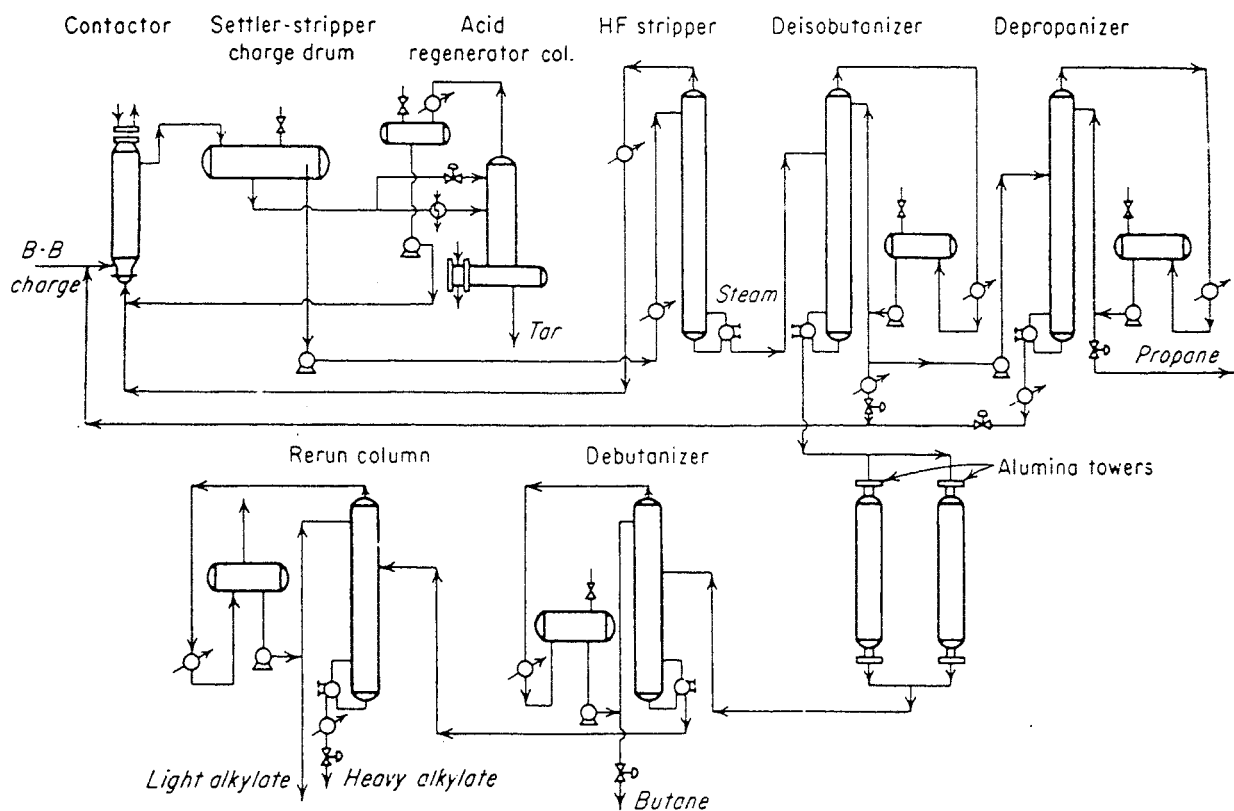 Contactor
Settler-stripper
charge drum
Acid
regenerator col.
HF stripper
Deisobutanizer
Depropanizer
B-B
charge
Steam
Tar
Propane
Rerun column
Debutanizer
Alumina towers
Light alkylate
Heavy alkylate
Butane